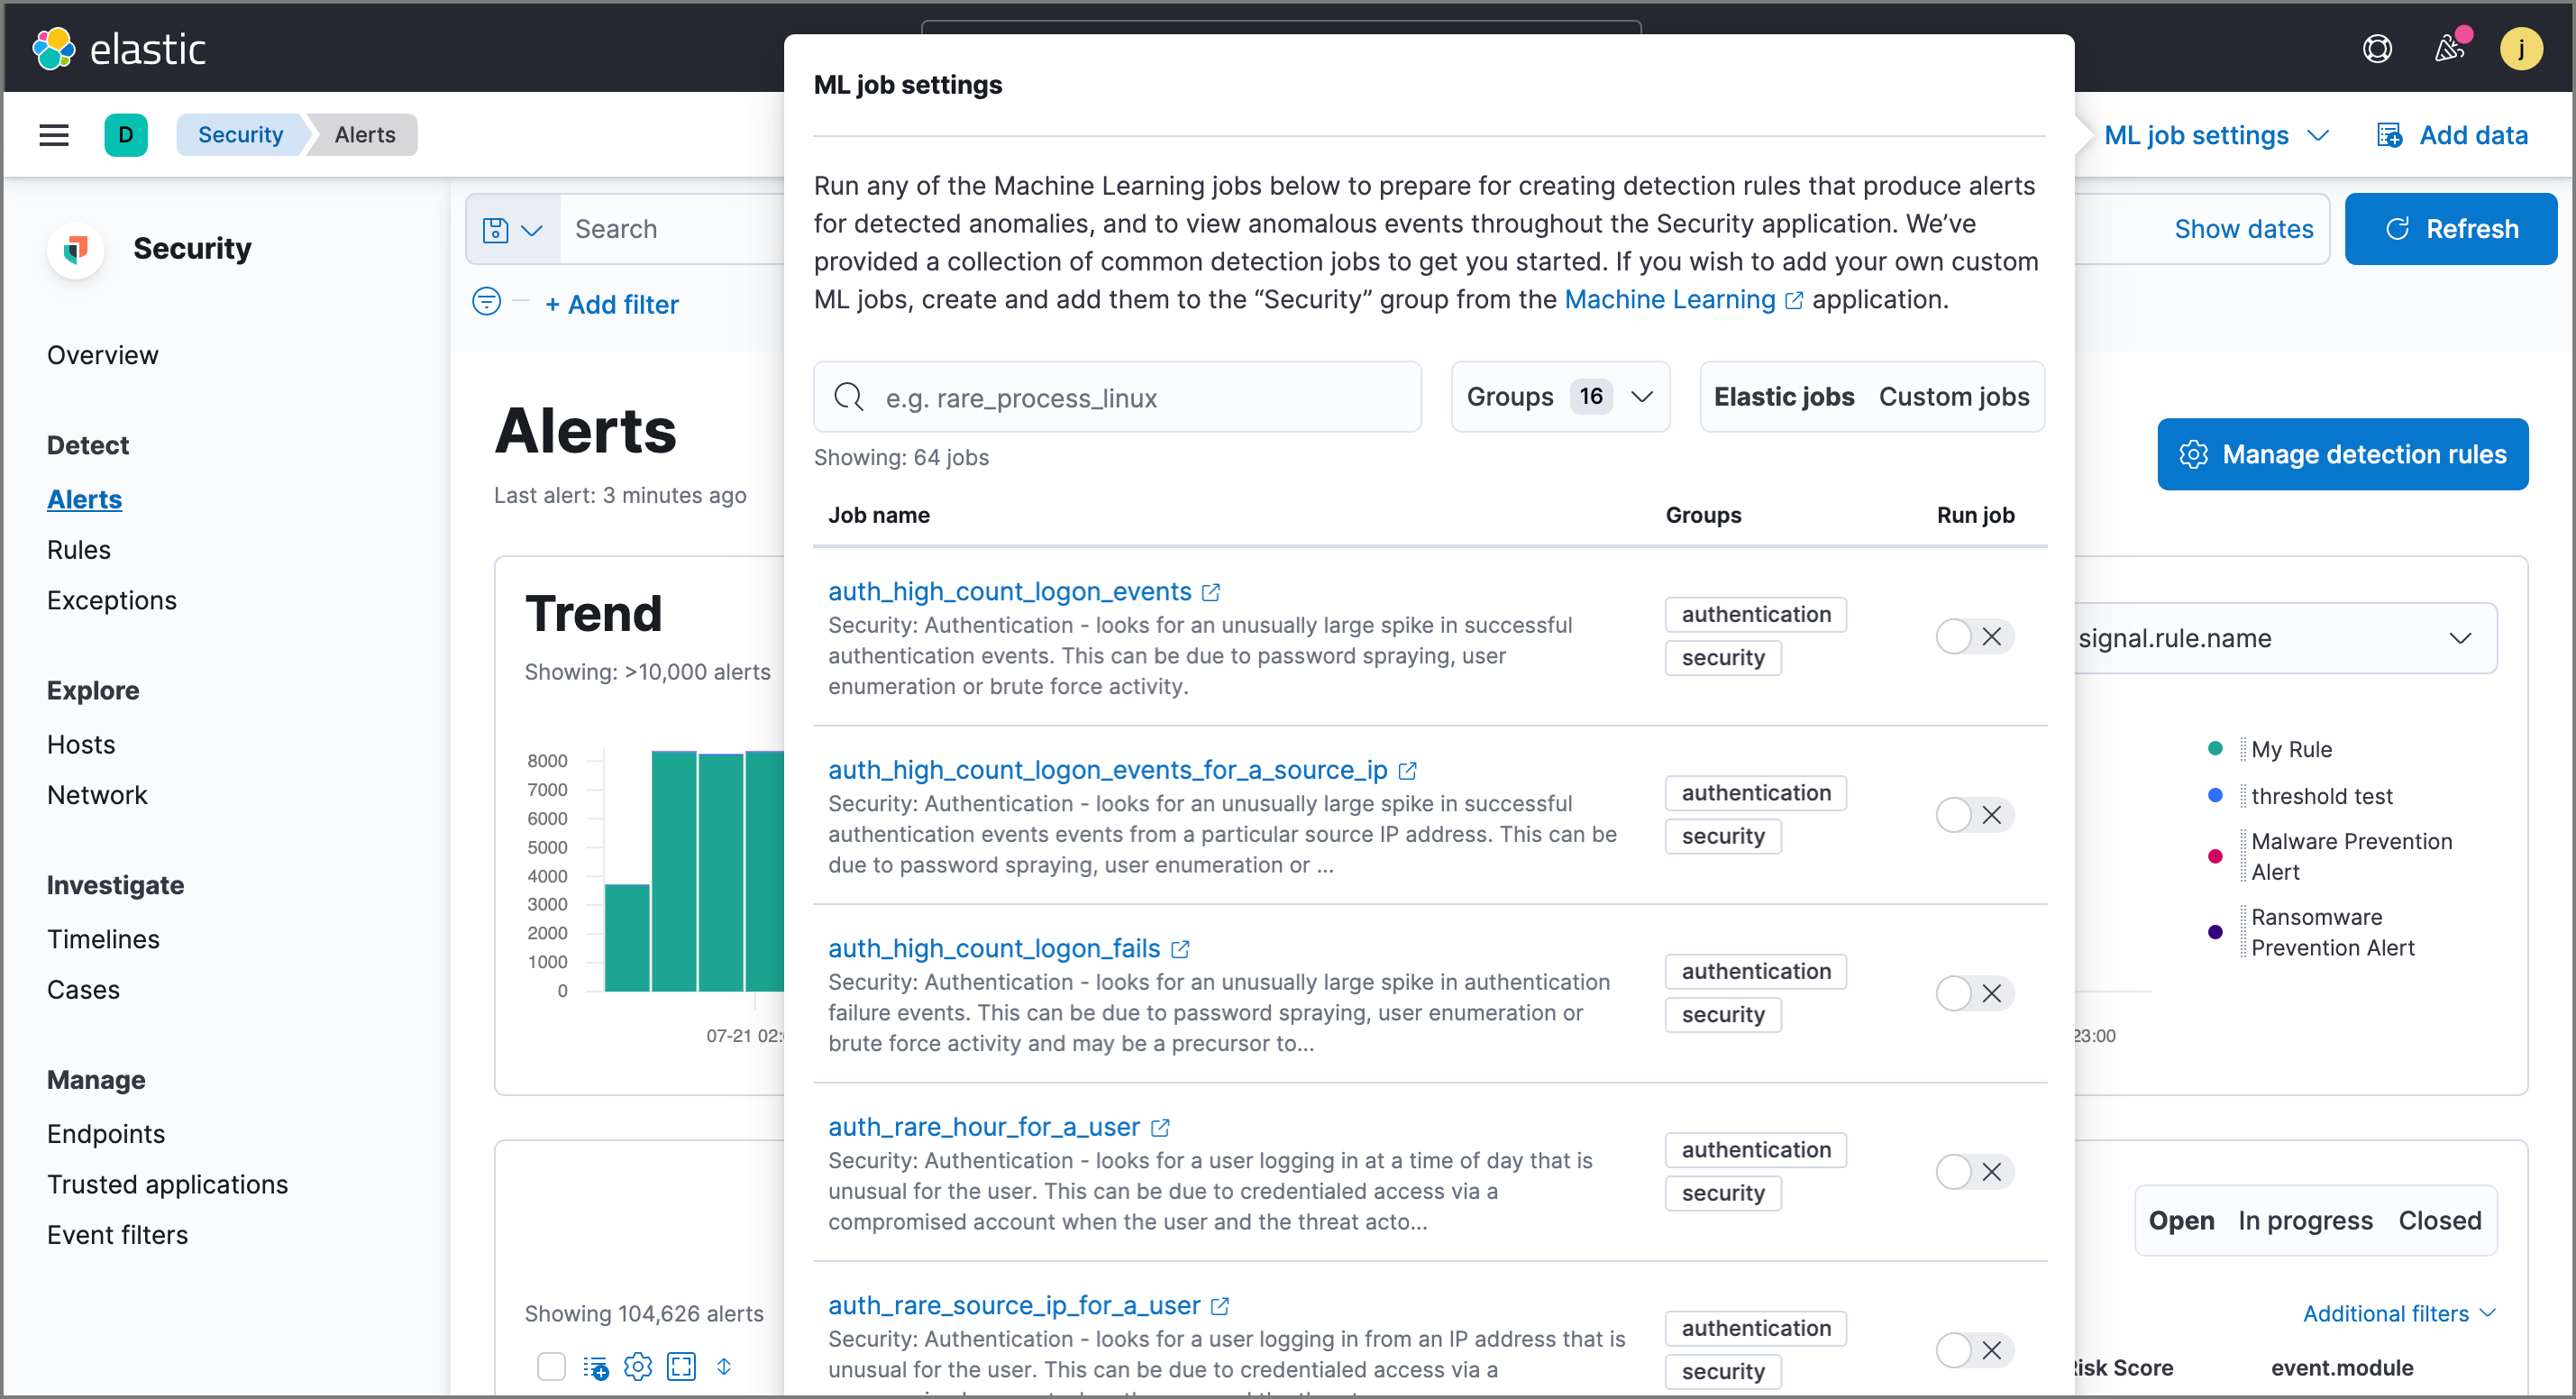 elastic
j
D
Security
Alerts
ML job settings
Add data
Security
Overview
Detect
Alerts
Rules
Exceptions
Explore
Hosts
Network
Investigate
Timelines
Cases
Manage
Endpoints
Trusted applications
Event filters
Search
Show dates
Refresh
+ Add filter
Alerts
Last alert: 3 minutes ago
Manage detection rules
Trend
Showing: >10,000 alerts
8000
7000
6000
5000
4000
3000
2000
1000
0
07-21 02:
Showing 104,626 alerts
ML job settings
Run any of the Machine Learning jobs below to prepare for creating detection rules that produce alerts
for detected anomalies, and to view anomalous events throughout the Security application. We’ve
provided a collection of common detection jobs to get you started. If you wish to add your own custom
ML jobs, create and add them to the “Security” group from the Machine Learning application.
e.g. rare_process_linux
Groups 16
Elastic jobs Custom jobs
Showing: 64 jobs
Job name Groups Run job
auth_high_count_logon_events
Security: Authentication - looks for an unusually large spike in successful
authentication events. This can be due to password spraying, user
enumeration or brute force activity.
authentication
security
auth_high_count_logon_events_for_a_source_ip
Security: Authentication - looks for an unusually large spike in successful
authentication events events from a particular source IP address. This can be
due to password spraying, user enumeration or ...
authentication
security
auth_high_count_logon_fails
Security: Authentication - looks for an unusually large spike in authentication
failure events. This can be due to password spraying, user enumeration or
brute force activity and may be a precursor to...
authentication
security
auth_rare_hour_for_a_user
Security: Authentication - looks for a user logging in at a time of day that is
unusual for the user. This can be due to credentialed access via a
compromised account when the user and the threat acto...
authentication
security
auth_rare_source_ip_for_a_user
Security: Authentication - looks for a user logging in from an IP address that is
unusual for the user. This can be due to credentialed access via a
authentication
security
signal.rule.name
My Rule
threshold test
Malware Prevention
Alert
Ransomware
Prevention Alert
23:00
Open In progress Closed
Additional filters
Risk Score
event.module